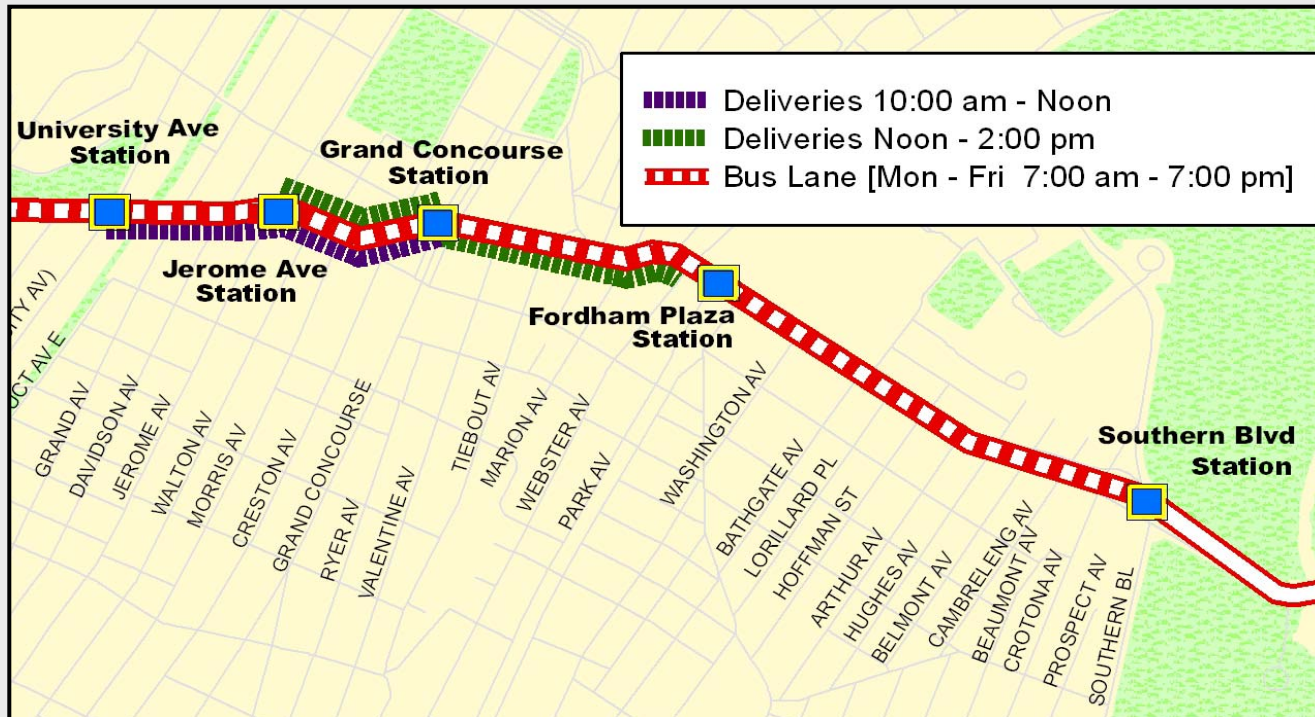 Deliveries 10:00 am - Noon
Deliveries Noon - 2:00 pm
Bus Lane [Mon - Fri 7:00 am - 7:00 pm]
University Ave
Station
Grand Concourse
Station
Jerome Ave
Station
Fordham Plaza
Station
Southern Blvd
Station
ITY AV)
UCT AV E
GRAND AV
DAVIDSON AV
JEROME AV
WALTON AV
MORRIS AV
CRESTON AV
GRAND CONCOURSE
RYER AV
VALENTINE AV
TIEBOUT AV
MARION AV
WEBSTER AV
PARK AV
WASHINGTON AV
BATHGATE AV
LORILLARD PL
HOFFMAN ST
ARTHUR AV
HUGHES AV
BELMONT AV
CAMBRELENG AV
BEAUMONT AV
CROTONA AV
PROSPECT AV
SOUTHERN BL